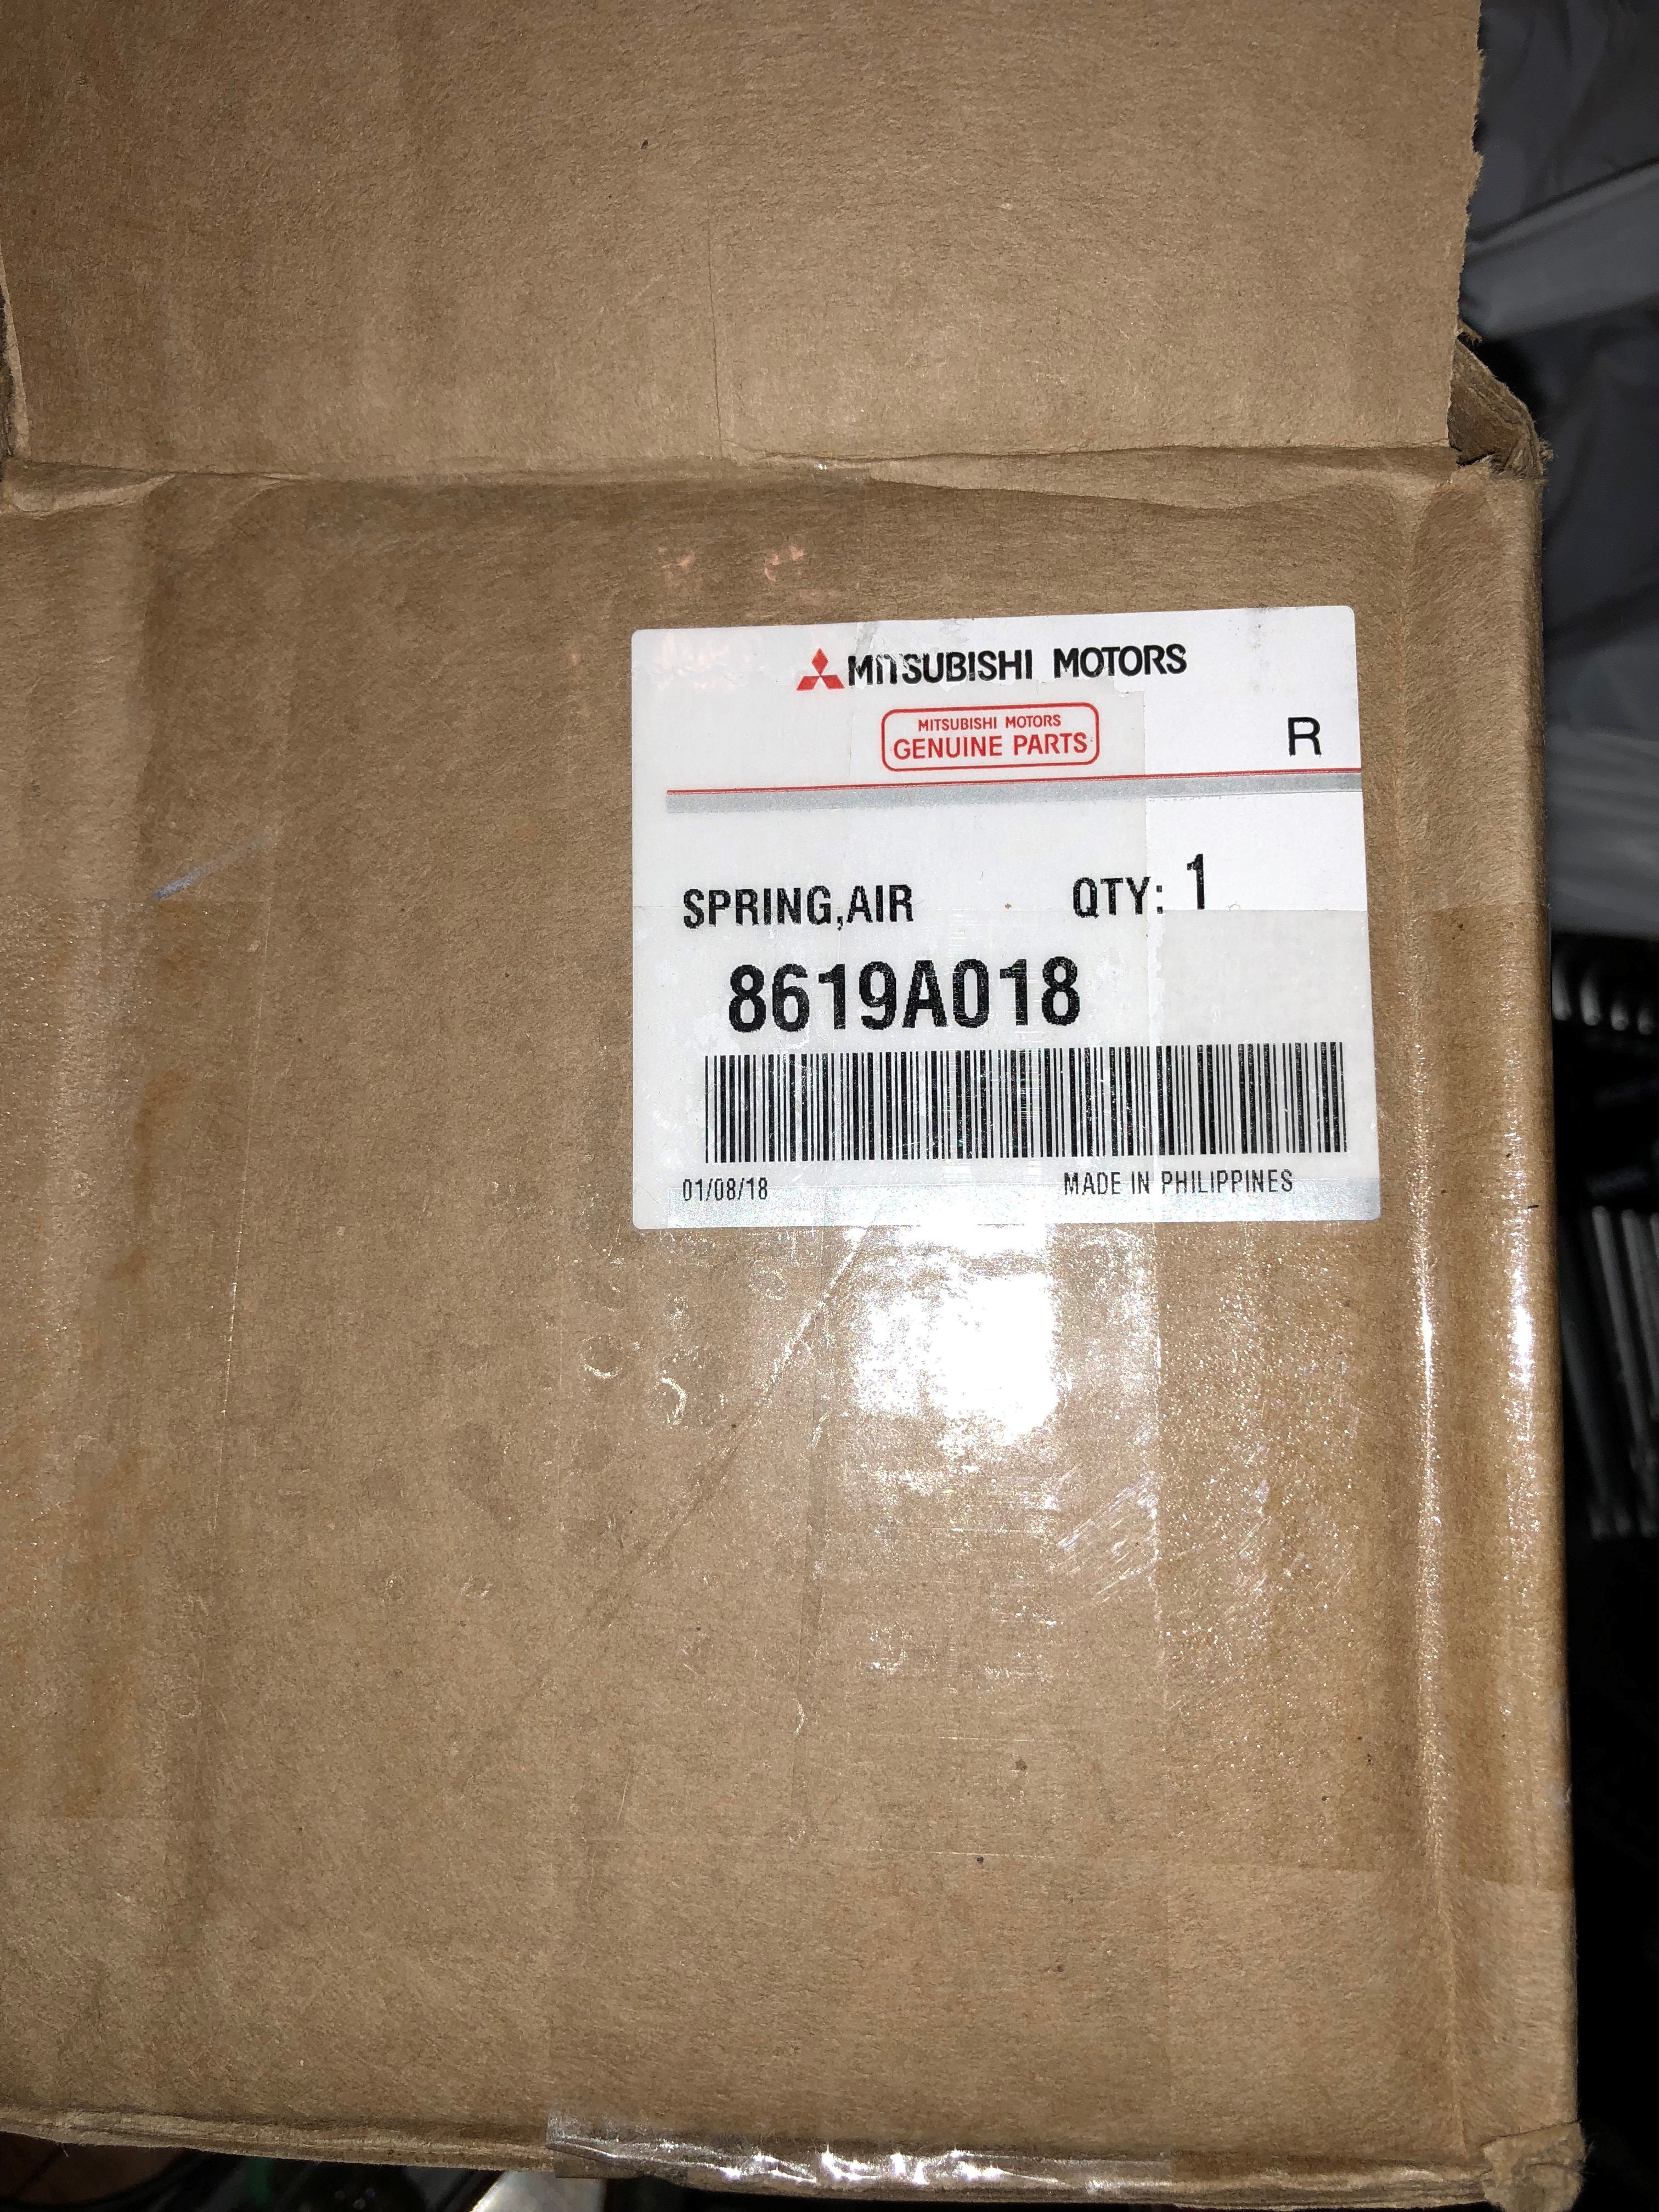 MITSUBISHI MOTORS
MITSUBISHI MOTORS
GENUINE PARTS
R
SPRING,AIR QTY: 1
8619A018
01/08/18 MADE IN PHILIPPINES